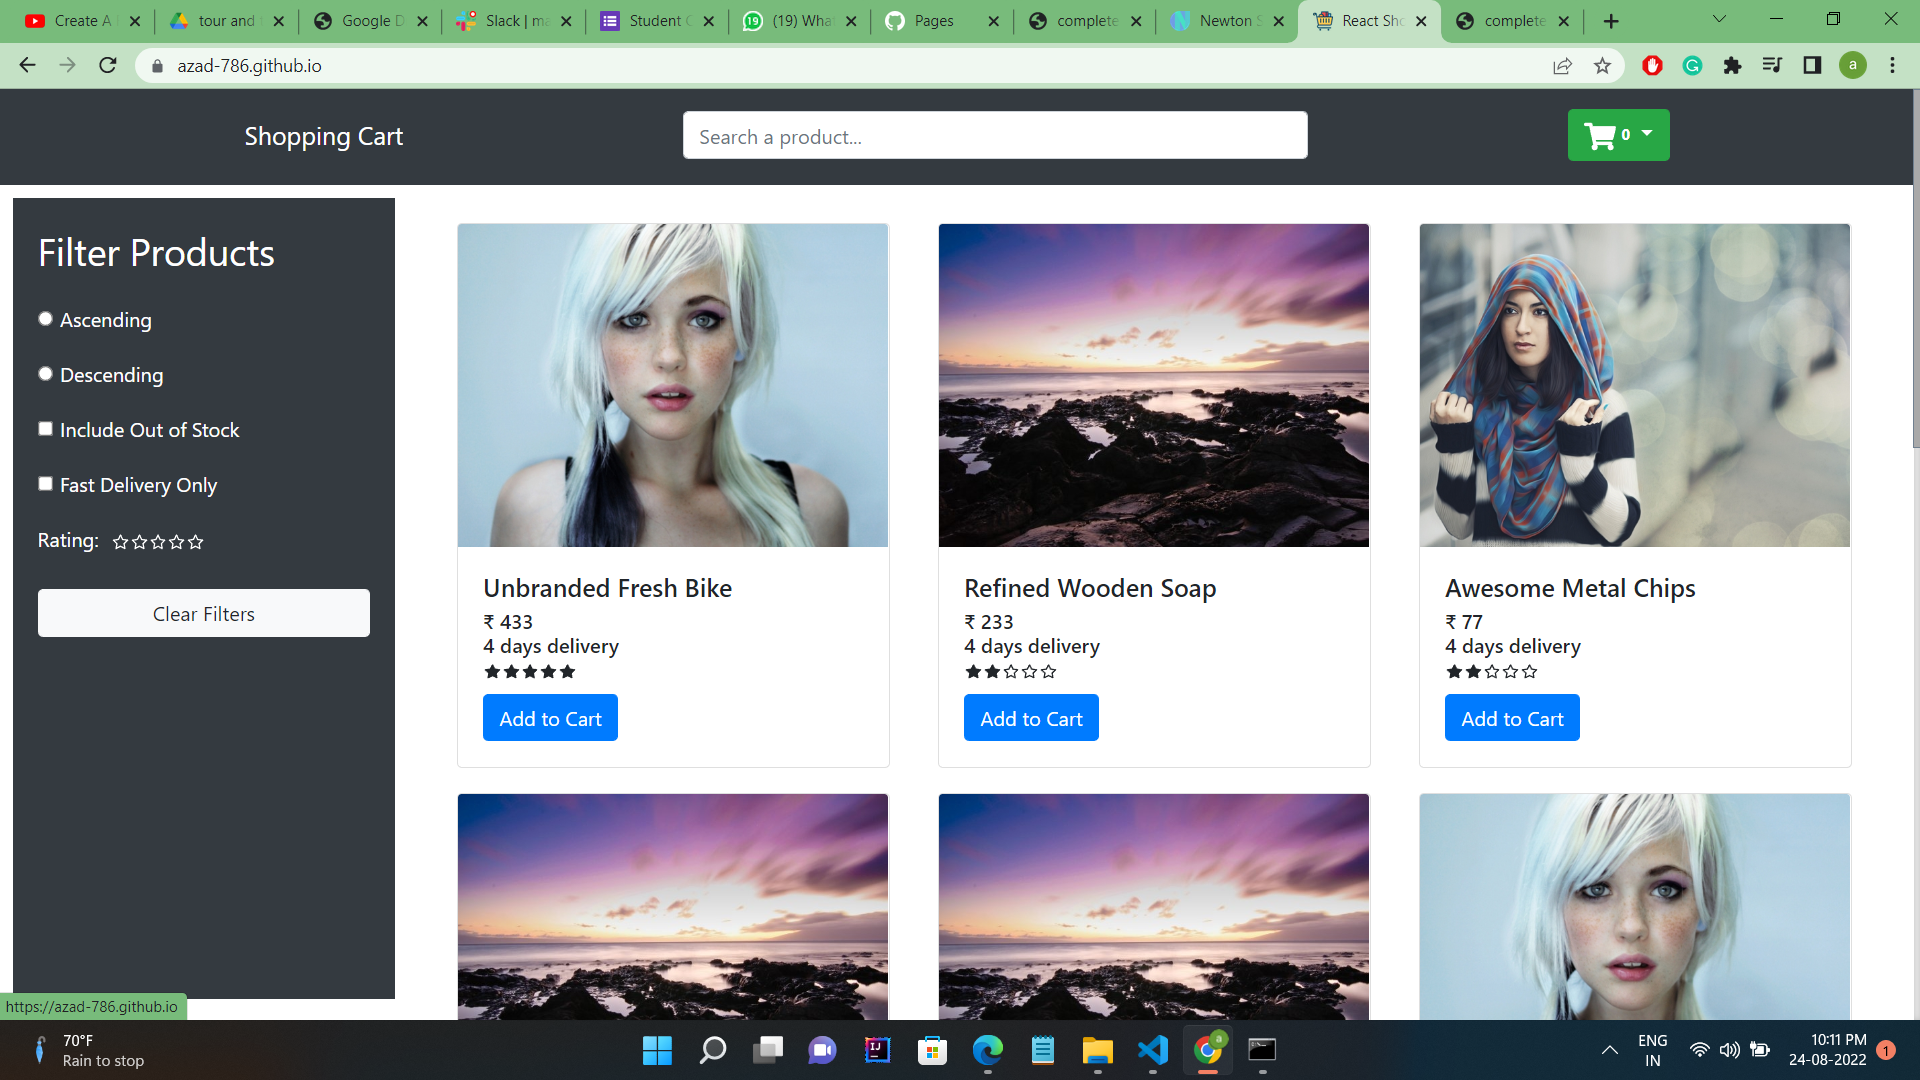 Create A
tour and
Google D
Slack | ma
Student
19
(19) What
Pages
complete
Newton S
React Sho
complete
azad-786.github.io
a
Shopping Cart
Search a product...
0
Filter Products
Ascending
Descending
Include Out of Stock
Fast Delivery Only
Rating:
Clear Filters
Unbranded Fresh Bike
₹ 433
4 days delivery
Add to Cart
Refined Wooden Soap
₹ 233
4 days delivery
Add to Cart
Awesome Metal Chips
₹ 77
4 days delivery
Add to Cart
https://azad-786.github.io
70°F
Rain to stop
IJ
a
ENG
IN
10:11 PM
24-08-2022
1